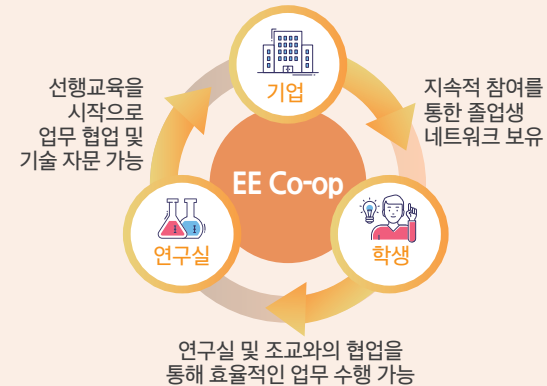 기업
선행교육을
시작으로
업무 협업 및
기술 자문 가능
지속적 참여를
통한 졸업생
네트워크 보유
EE Co-op
연구실
학생
연구실 및 조교와의 협업을
통해 효율적인 업무 수행 가능